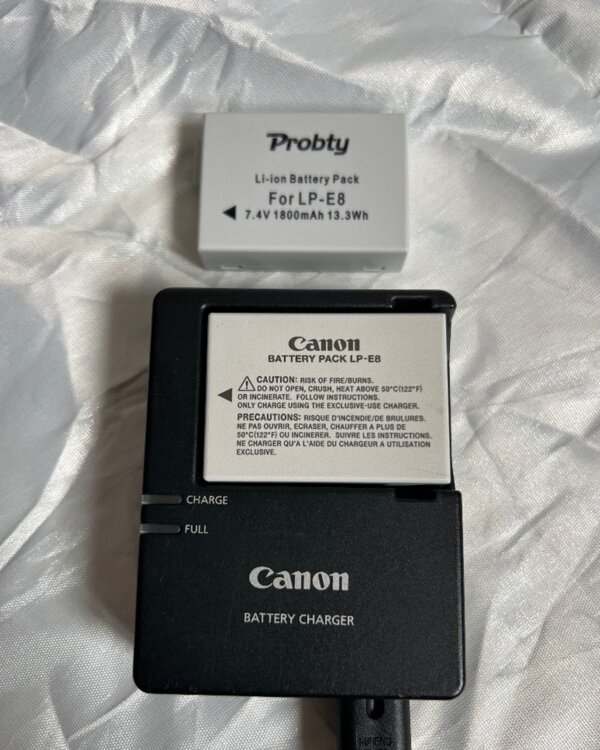 Probty
Li-ion Battery Pack
For LP-E8
7.4V 1800mAh 13.3Wh
Canon
BATTERY PACK LP-E8
CAUTION: RISK OF FIRE/BURNS.
DO NOT OPEN, CRUSH, HEAT ABOVE 50°C(122°F)
OR INCINERATE. FOLLOW INSTRUCTIONS.
ONLY CHARGE USING THE EXCLUSIVE-USE CHARGER.
PRECAUTIONS: RISQUE D'INCENDIE/DE BRULURES.
NE PAS OUVRIR, ECRASER, CHAUFFER A PLUS DE
50°C(122°F) OU INCINERER. SUIVRE LES INSTRUCTIONS.
NE CHARGER QU'A L'AIDE DU CHARGEUR A UTILISATION
EXCLUSIVE.
CHARGE
FULL
Canon
BATTERY CHARGER